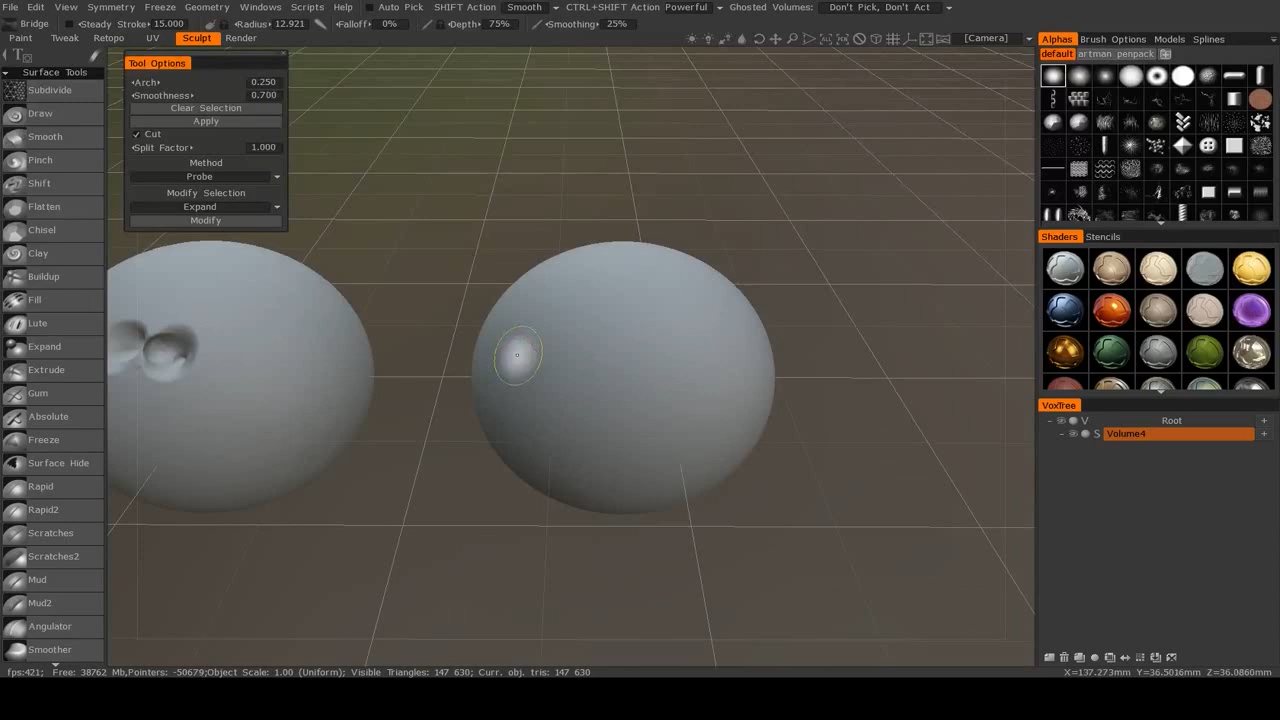 File Edit View Symmetry Freeze Geometry Windows Scripts Help Auto Pick SHIFT Action Smooth CTRL+SHIFT Action Powerful Ghosted Volumes: Don't Pick, Don't Act
Bridge Steady Stroke 15.000 Radius 12.921 Falloff 0% Depth 75% Smoothing 25%
Paint Tweak Retopo UV Sculpt Render [Camera]
Alphas Brush Options Models Splines
default artman penpack
Surface Tools
Subdivide
Draw
Smooth
Pinch
Shift
Flatten
Chisel
Clay
Buildup
Fill
Lute
Expand
Extrude
Gum
Absolute
Freeze
Surface Hide
Rapid
Rapid2
Scratches
Scratches2
Mud
Mud2
Angulator
Smoother
Tool Options
Arch 0.250
Smoothness 0.700
Clear Selection
Apply
Cut
Split Factor 1.000
Method
Probe
Modify Selection
Expand
Modify
Shaders Stencils
VoxTree
V Root +
S Volume4 +
fps:421; Free: 38762 Mb,Pointers: -50679;Object Scale: 1.00 (Uniform); Visible Triangles: 147 630; Curr. obj. tris: 147 630
X=137.273mm Y=36.5016mm Z=36.0860mm